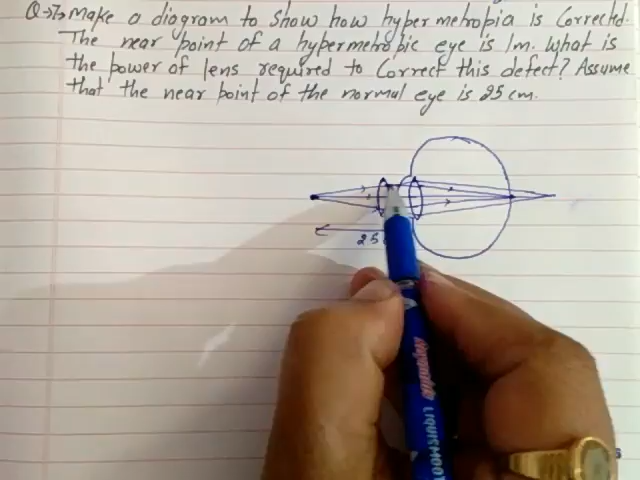 Q→7→ Make a diagram to show how hypermetropia is corrected.
The near point of a hypermetropic eye is 1m. What is
the power of lens required to correct this defect? Assume
that the near point of the normal eye is 25 cm.
25